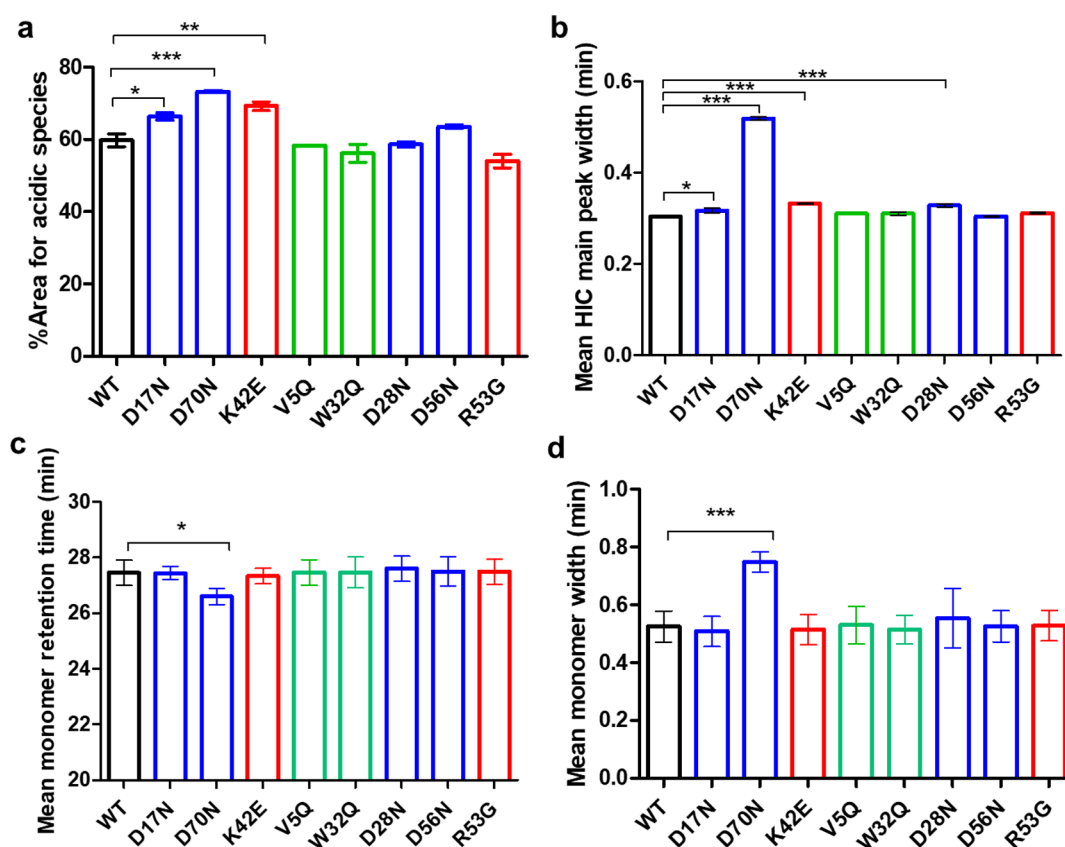 a
**
***
*
%Area for acidic species
80
60
40
20
0
WT
D17N
D70N
K42E
V5Q
W32Q
D28N
D56N
R53G
b
***
***
***
*
Mean HIC main peak width (min)
0.6
0.4
0.2
0.0
WT
D17N
D70N
K42E
V5Q
W32Q
D28N
D56N
R53G
c
*
Mean monomer retention time (min)
30
28
26
24
22
20
WT
D17N
D70N
K42E
V5Q
W32Q
D28N
D56N
R53G
d
***
Mean monomer width (min)
1.0
0.8
0.6
0.4
0.2
0.0
WT
D17N
D70N
K42E
V5Q
W32Q
D28N
D56N
R53G